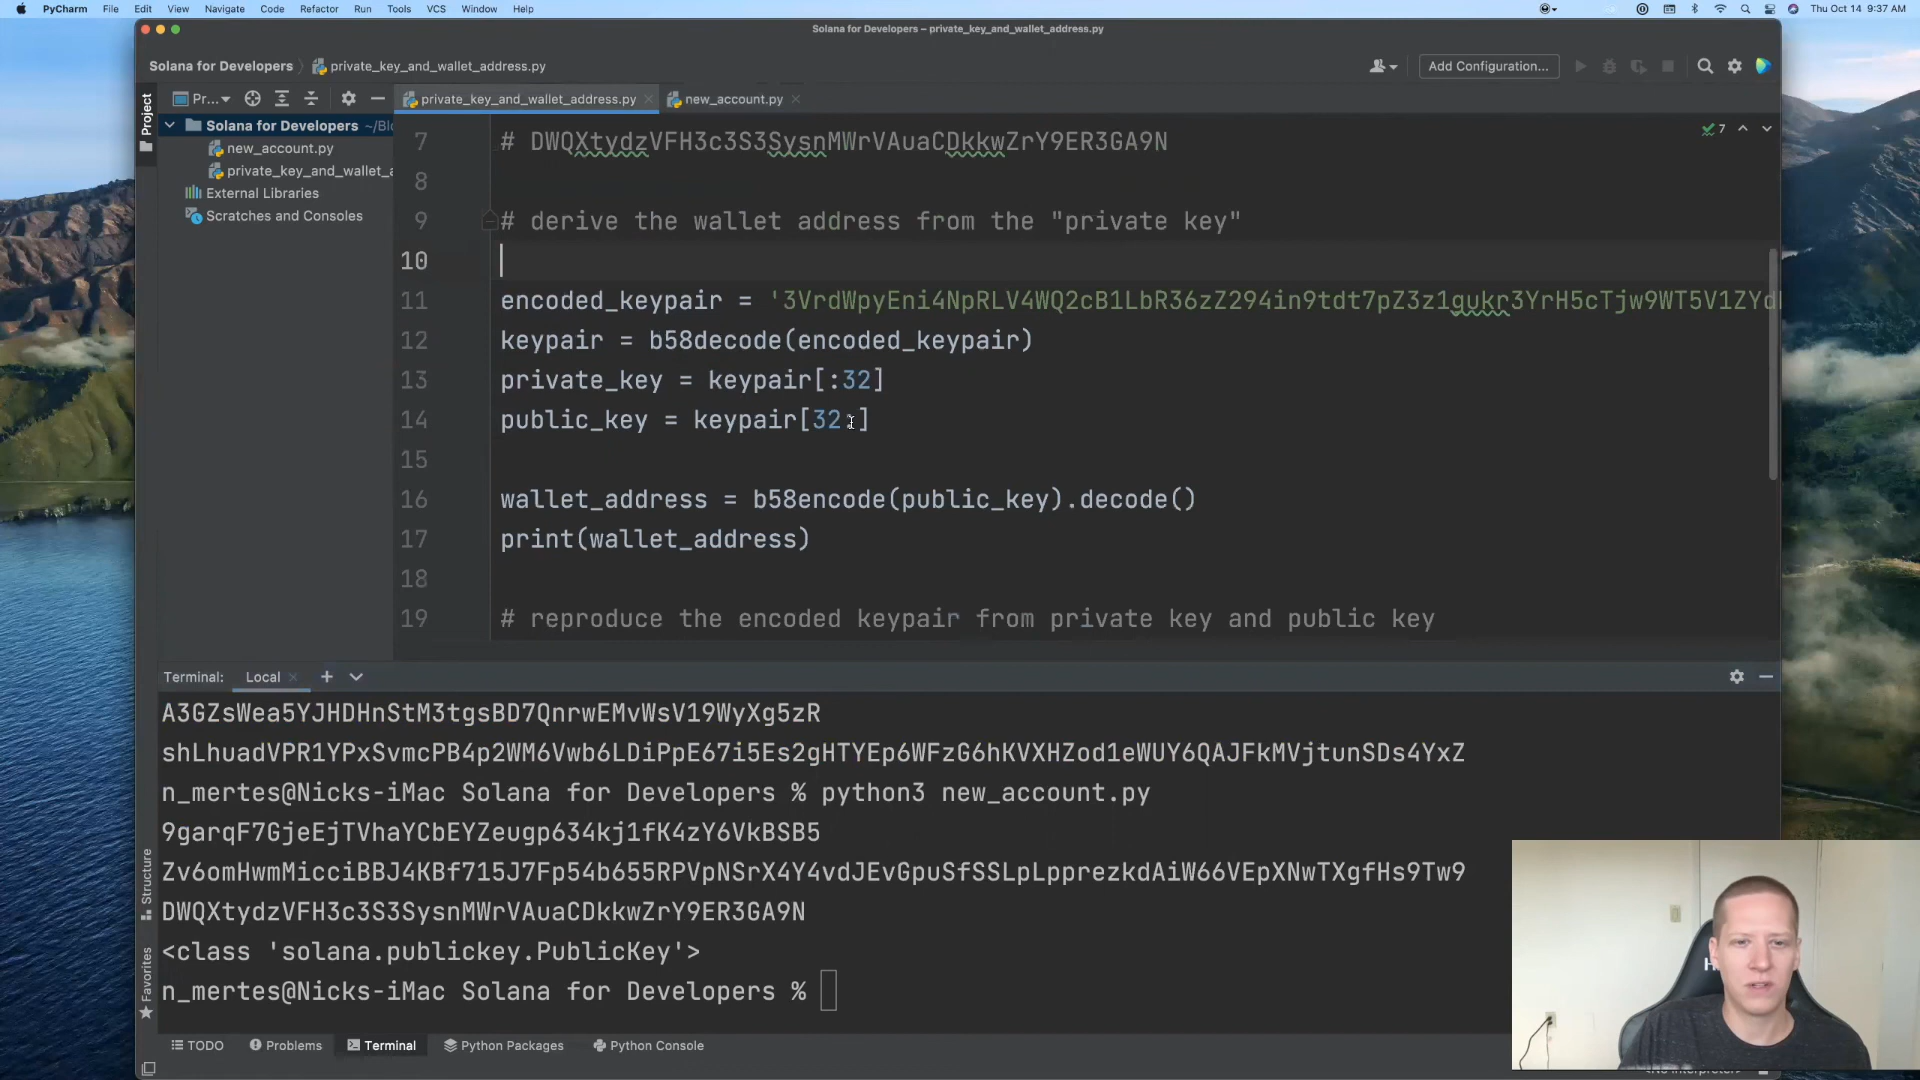 PyCharm File Edit View Navigate Code Refactor Run Tools VCS Window Help Thu Oct 14 9:37 AM
Solana for Developers – private_key_and_wallet_address.py
Solana for Developers private_key_and_wallet_address.py Add Configuration...
Project Pr... private_key_and_wallet_address.py new_account.py
Solana for Developers ~/Blo
new_account.py
private_key_and_wallet_a
External Libraries
Scratches and Consoles
7 # DWQXtydzVFH3c3S3SysnMWrVAuaCDkkwZrY9ER3GA9N 7
8
9 # derive the wallet address from the "private key"
10
11 encoded_keypair = '3VrdWpyEni4NpRLV4WQ2cB1LbR36zZ294in9tdt7pZ3z1gukr3YrH5cTjw9WT5V1ZYd
12 keypair = b58decode(encoded_keypair)
13 private_key = keypair[:32]
14 public_key = keypair[32:]
15
16 wallet_address = b58encode(public_key).decode()
17 print(wallet_address)
18
19 # reproduce the encoded keypair from private key and public key
Terminal: Local
A3GZsWea5YJHDHnStM3tgsBD7QnrwEMvWsV19WyXg5zR
shLhuadVPR1YPxSvmcPB4p2WM6Vwb6LDiPpE67i5Es2gHTYEp6WFzG6hKVXHZod1eWUY6QAJFkMVjtunSDs4YxZ
n_mertes@Nicks-iMac Solana for Developers % python3 new_account.py
9garqF7GjeEjTVhaYCbEYZeugp634kj1fK4zY6VkBSB5
Zv6omHwmMicciBBJ4KBf715J7Fp54b655RPVpNSrX4Y4vdJEvGpuSfSSLpLpprezkdAiW66VEpXNwTXgfHs9Tw9
DWQXtydzVFH3c3S3SysnMWrVAuaCDkkwZrY9ER3GA9N
<class 'solana.publickey.PublicKey'>
n_mertes@Nicks-iMac Solana for Developers %
Structure
Favorites
TODO Problems Terminal Python Packages Python Console